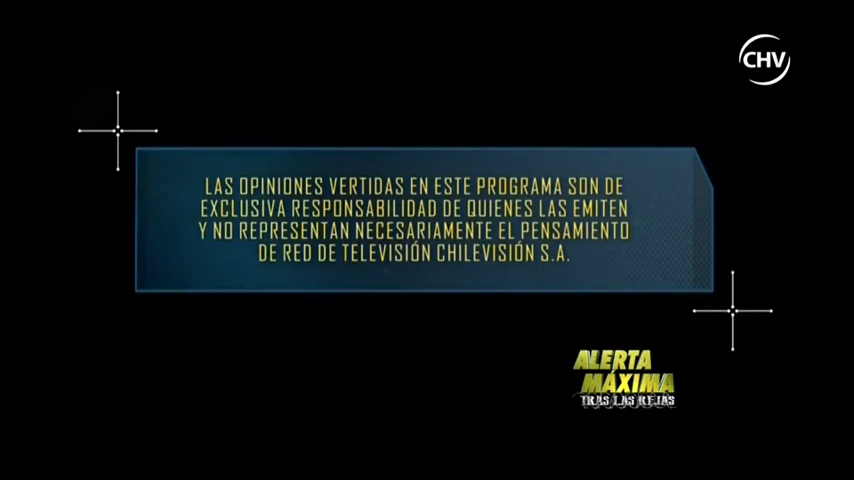 CHV
LAS OPINIONES VERTIDAS EN ESTE PROGRAMA SON DE
EXCLUSIVA RESPONSABILIDAD DE QUIENES LAS EMITEN
Y NO REPRESENTAN NECESARIAMENTE EL PENSAMIENTO
DE RED DE TELEVISIÓN CHILEVISIÓN S.A.
ALERTA
MÁXIMA
TRAS LAS REJAS